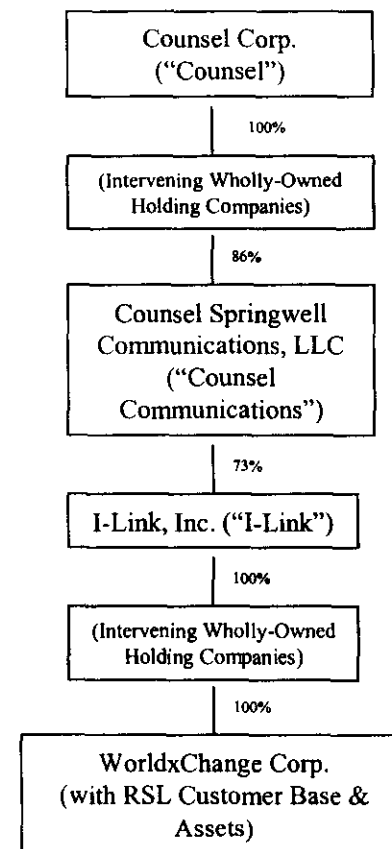 Counsel Corp.
(“Counsel”)
100%
(Intervening Wholly-Owned
Holding Companies)
86%
Counsel Springwell
Communications, LLC
(“Counsel
Communications”)
73%
I-Link, Inc. (“I-Link”)
100%
(Intervening Wholly-Owned
Holding Companies)
100%
WorldxChange Corp.
(with RSL Customer Base &
Assets)